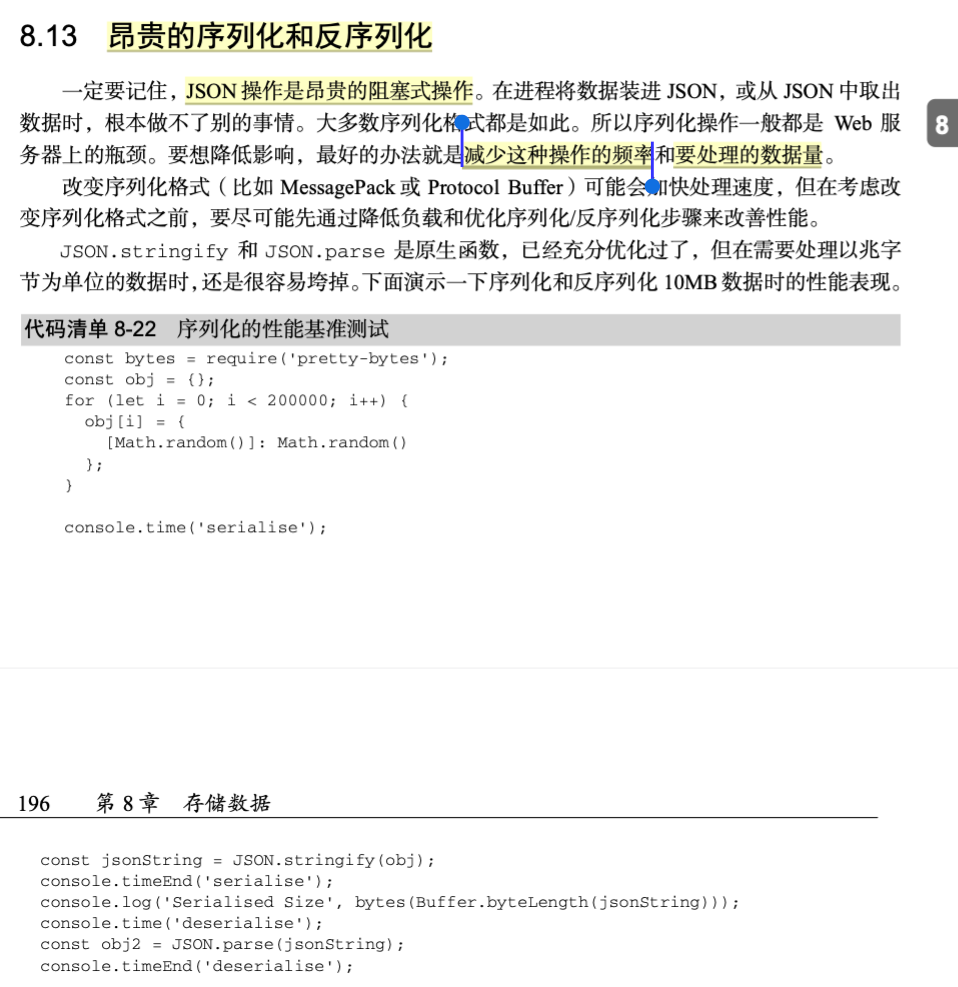 8.13 昂贵的序列化和反序列化
一定要记住，JSON 操作是昂贵的阻塞式操作。在进程将数据装进 JSON，或从 JSON 中取出
数据时，根本做不了别的事情。大多数序列化格式都是如此。所以序列化操作一般都是 Web 服
8
务器上的瓶颈。要想降低影响，最好的办法就是减少这种操作的频率和要处理的数据量。
改变序列化格式（比如 MessagePack 或 Protocol Buffer）可能会加快处理速度，但在考虑改
变序列化格式之前，要尽可能先通过降低负载和优化序列化/反序列化步骤来改善性能。
JSON.stringify 和 JSON.parse 是原生函数，已经充分优化过了，但在需要处理以兆字
节为单位的数据时，还是很容易垮掉。下面演示一下序列化和反序列化 10MB 数据时的性能表现。
代码清单 8-22 序列化的性能基准测试
const bytes = require('pretty-bytes');
const obj = {};
for (let i = 0; i < 200000; i++) {
  obj[i] = {
    [Math.random()]: Math.random()
  };
}
console.time('serialise');
196 第 8 章 存储数据
const jsonString = JSON.stringify(obj);
console.timeEnd('serialise');
console.log('Serialised Size', bytes(Buffer.byteLength(jsonString)));
console.time('deserialise');
const obj2 = JSON.parse(jsonString);
console.timeEnd('deserialise');